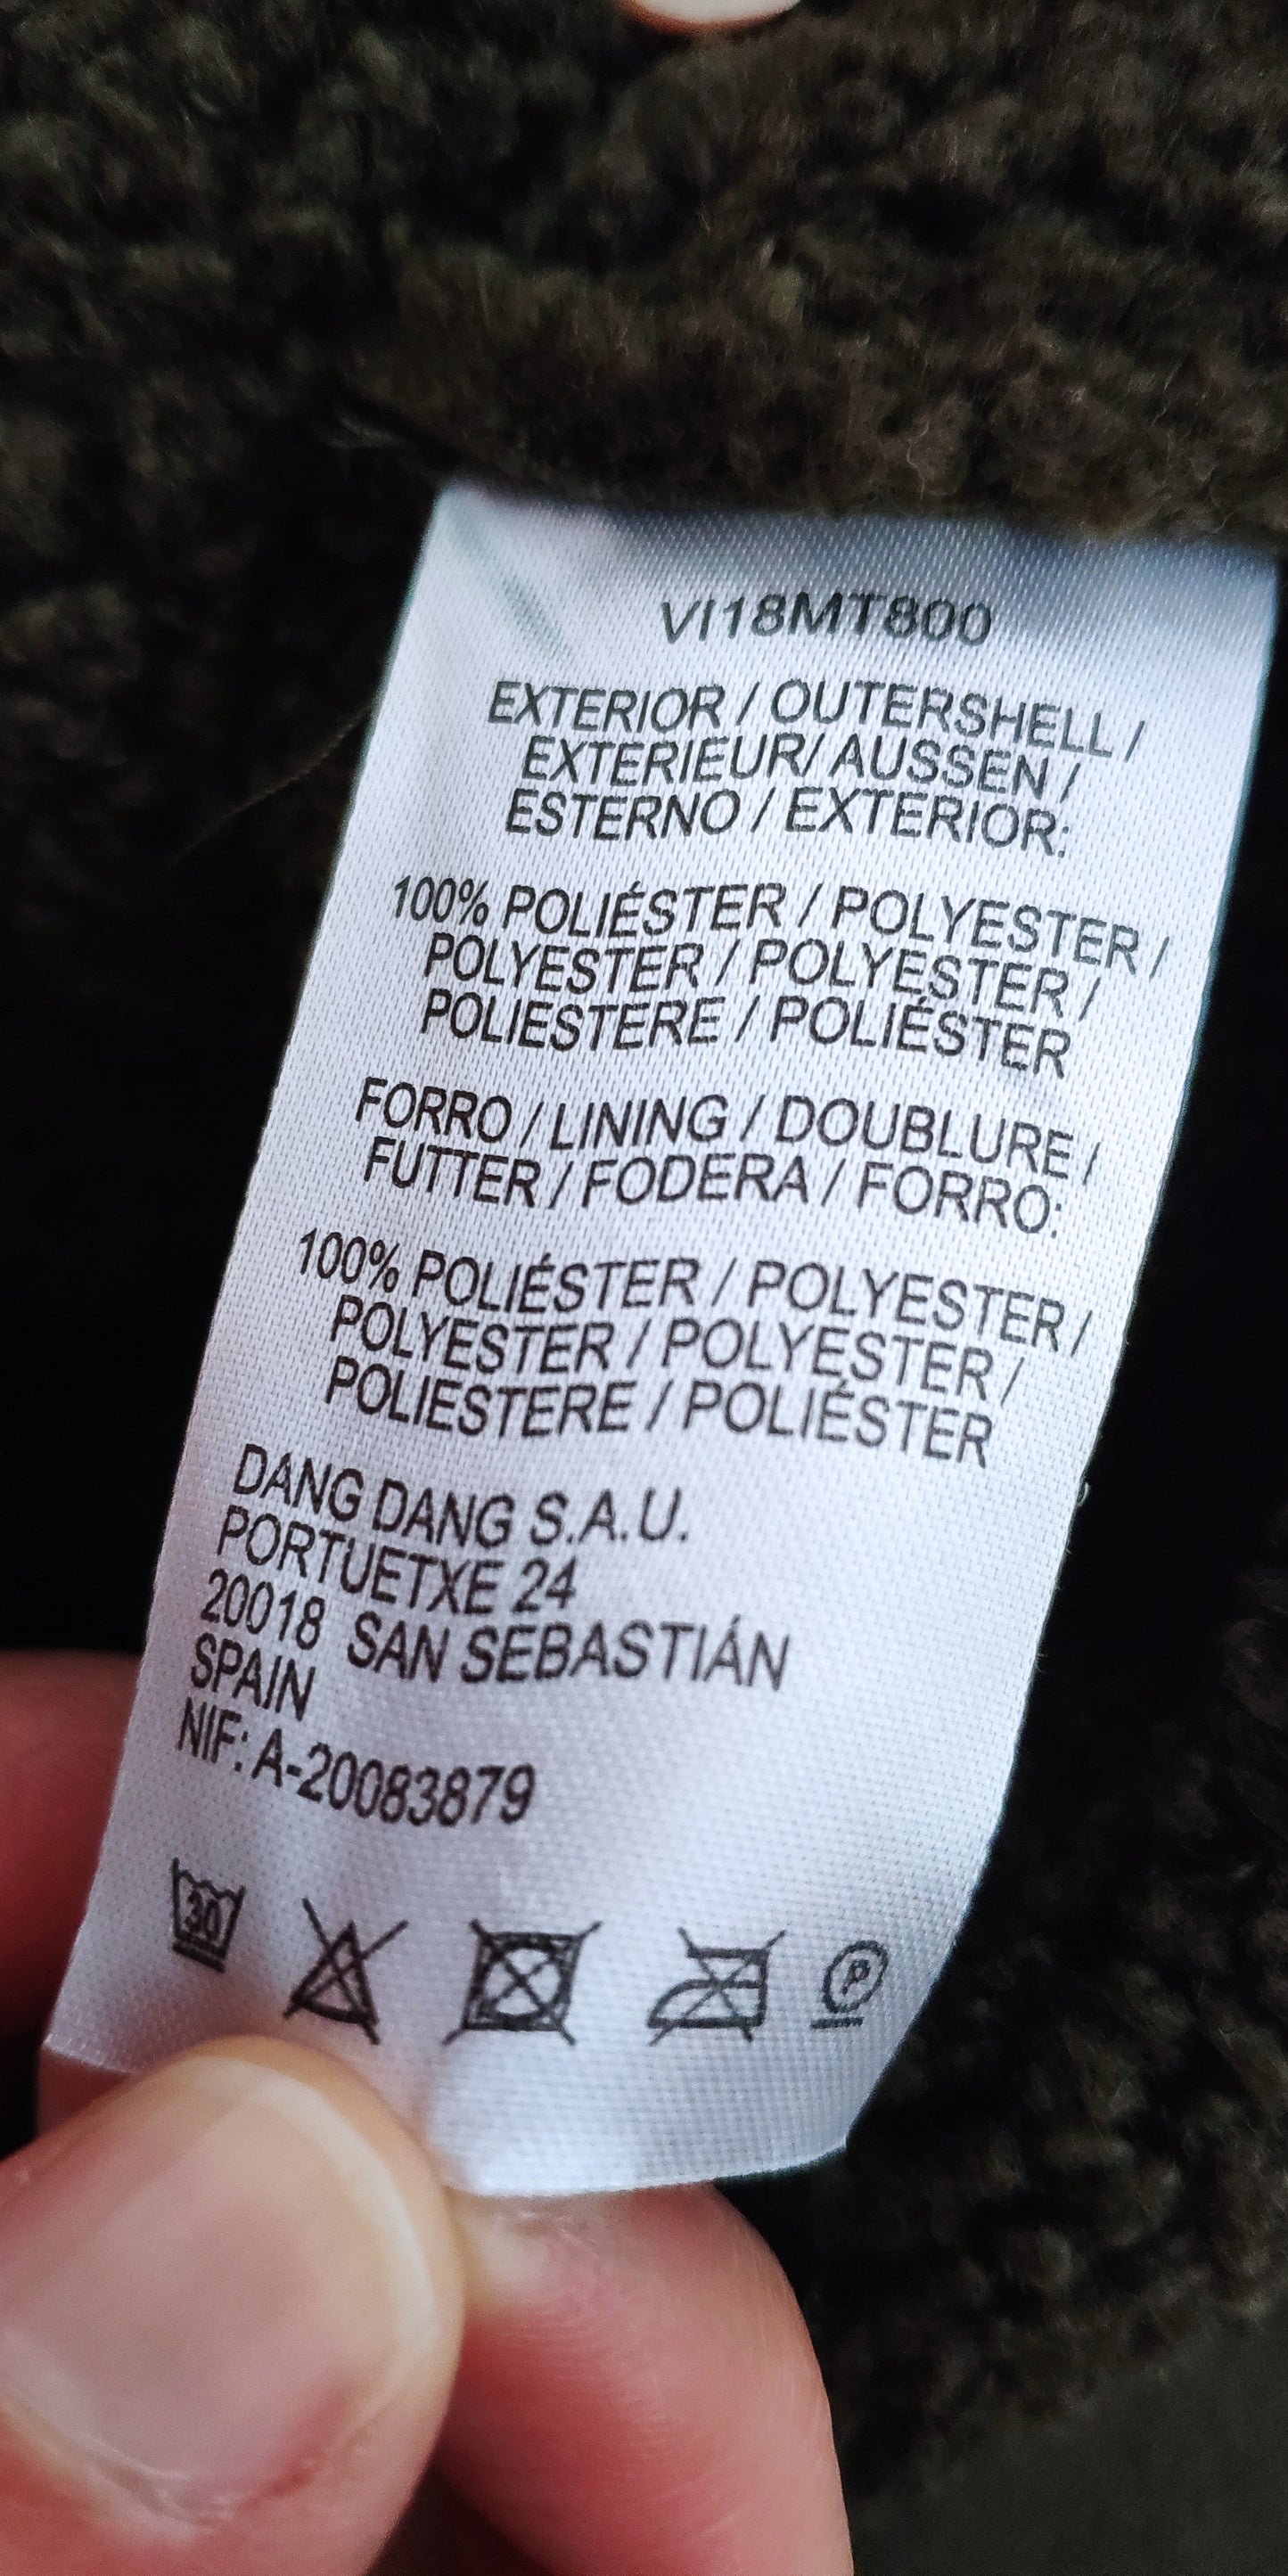 VI18MT800
EXTERIOR / OUTERSHELL /
EXTERIEUR/ AUSSEN /
ESTERNO / EXTERIOR:
100% POLIÉSTER / POLYESTER /
POLYESTER / POLYESTER /
POLIESTERE / POLIÉSTER
FORRO / LINING / DOUBLURE /
FUTTER / FODERA / FORRO:
100% POLIÉSTER / POLYESTER /
POLYESTER / POLYESTER /
POLIESTERE / POLIÉSTER
DANG DANG S.A.U.
PORTUETXE 24
20018 SAN SEBASTIÁN
SPAIN
NIF: A-20083879
30 P